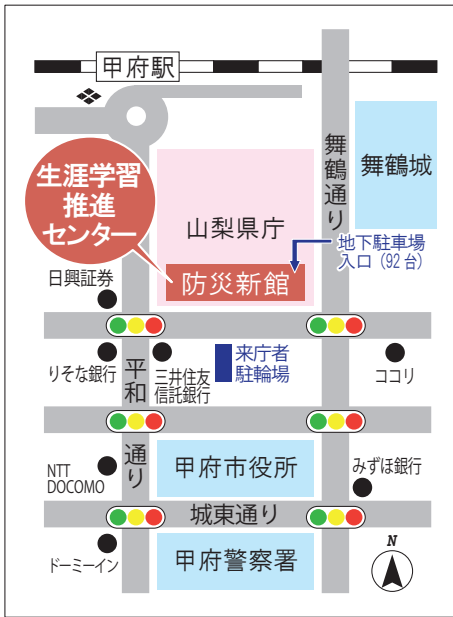 甲府駅
舞鶴通り
舞鶴城
生涯学習
推進
センター
山梨県庁
地下駐車場
入口（92台）
防災新館
日興証券
りそな銀行
平和通り
三井住友
信託銀行
来庁者
駐輪場
ココリ
NTT
DOCOMO
甲府市役所
みずほ銀行
城東通り
ドーミーイン
甲府警察署
N